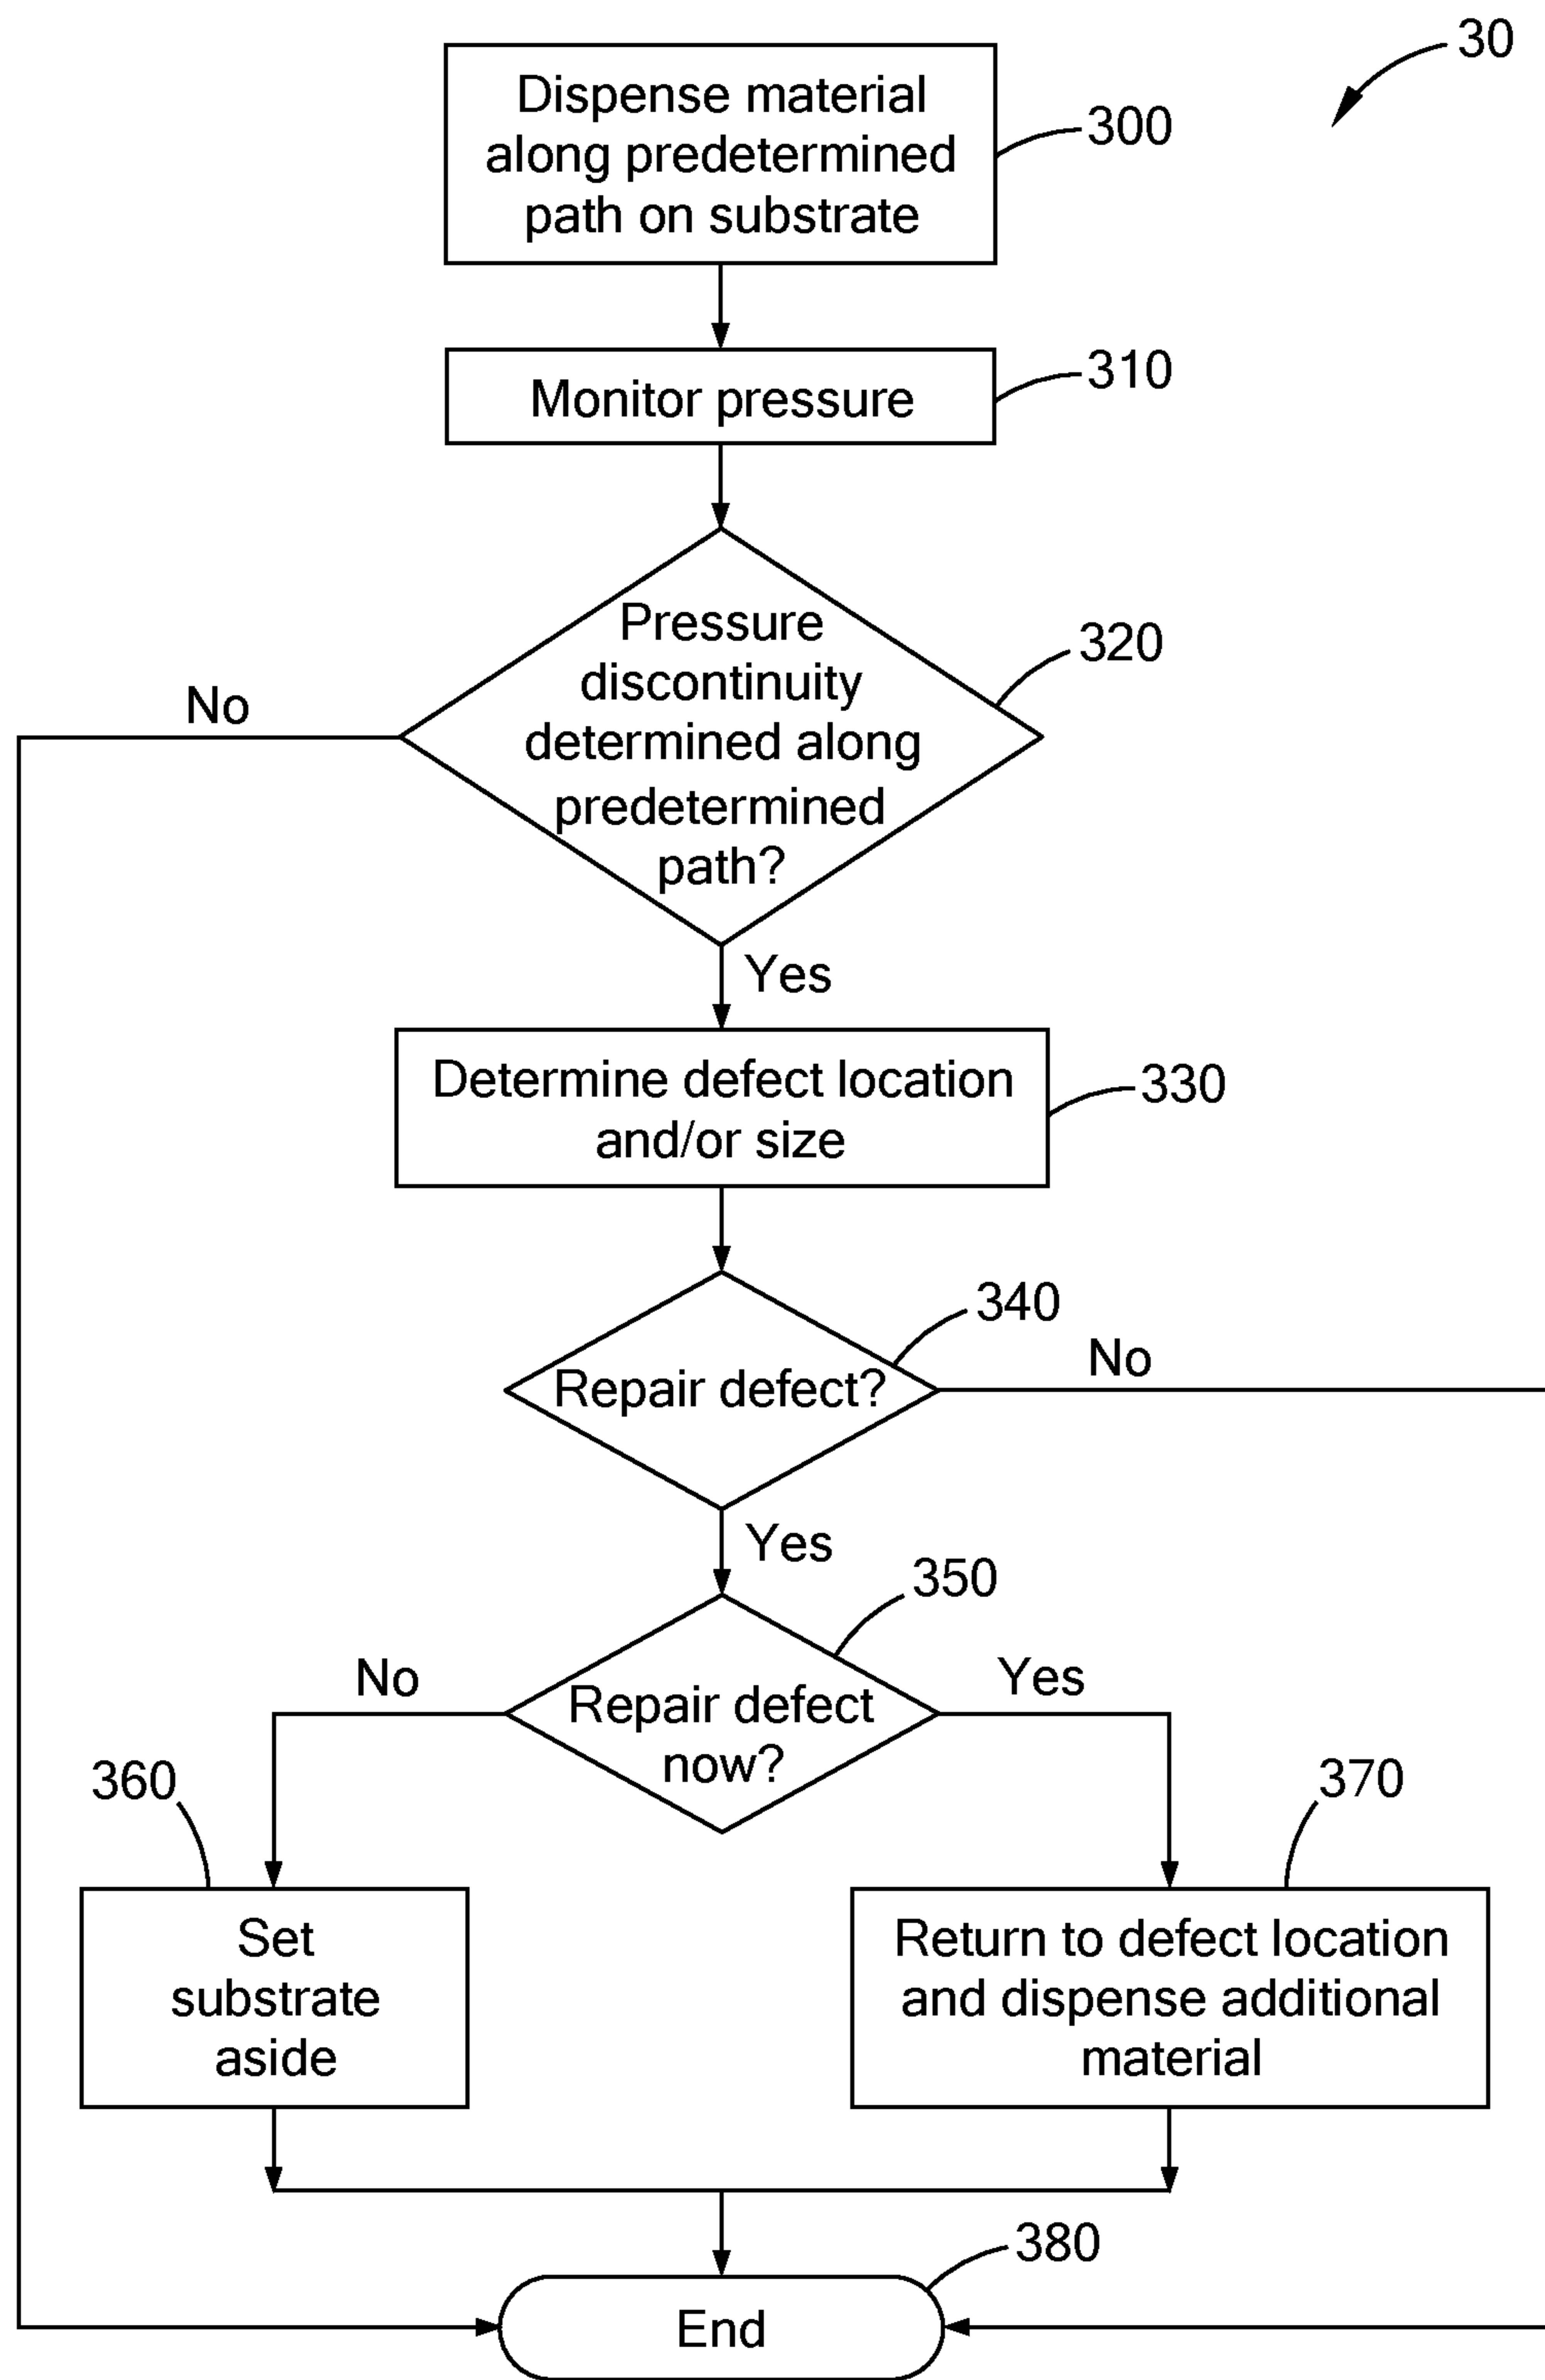 30
Dispense material
along predetermined
path on substrate
300
Monitor pressure
310
Pressure
discontinuity
determined along
predetermined
path?
320
No
Yes
Determine defect location
and/or size
330
340
Repair defect?
No
Yes
350
Repair defect
now?
No
Yes
360
370
Set
substrate
aside
Return to defect location
and dispense additional
material
380
End